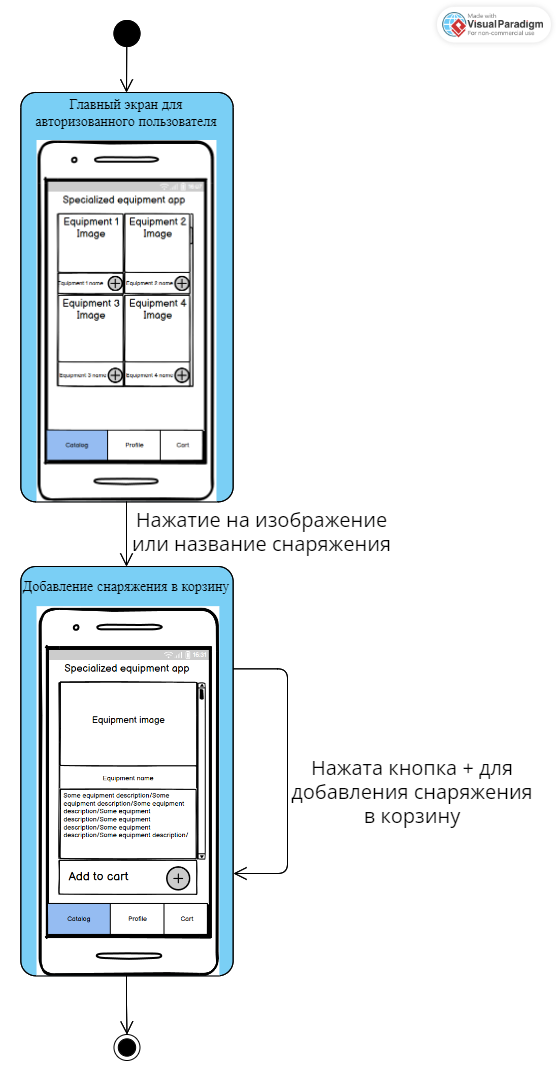 Made with
VisualParadigm
For non-commercial use
Главный экран для
авторизованного пользователя
Specialized equipment app
Equipment 1
Image
Equipment 2
Image
Equipment 1 name
Equipment 2 name
Equipment 3
Image
Equipment 4
Image
Equipment 3 name
Equipment 4 name
Catalog
Profile
Cart
Нажатие на изображение
или название снаряжения
Добавление снаряжения в корзину
Specialized equipment app
Equipment image
Equipment name
Some equipment description/Some
equipment description/Some equipment
description/Some equipment
description/Some equipment
description/Some equipment
description/Some equipment description/
Add to cart
Catalog
Profile
Cart
Нажата кнопка + для
добавления снаряжения
в корзину